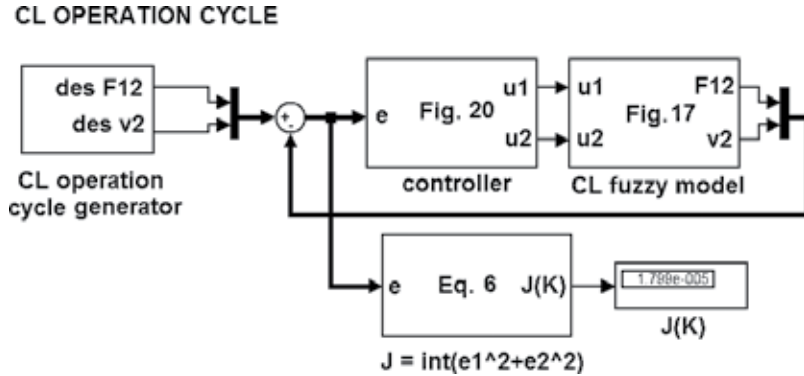 CL OPERATION CYCLE
des F12
des v2
CL operation
cycle generator
+
-
e
Fig. 20
u1
u2
controller
u1
u2
Fig.17
F12
v2
CL fuzzy model
e
Eq. 6
J(K)
J = int(e1^2+e2^2)
1.799e-005
J(K)